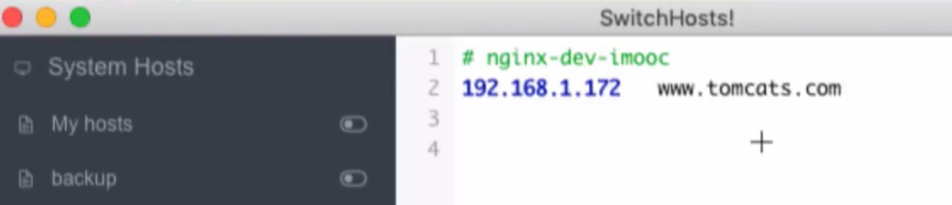 SwitchHosts!
System Hosts
My hosts
backup
1 # nginx-dev-imooc
2 192.168.1.172 www.tomcats.com
3
4